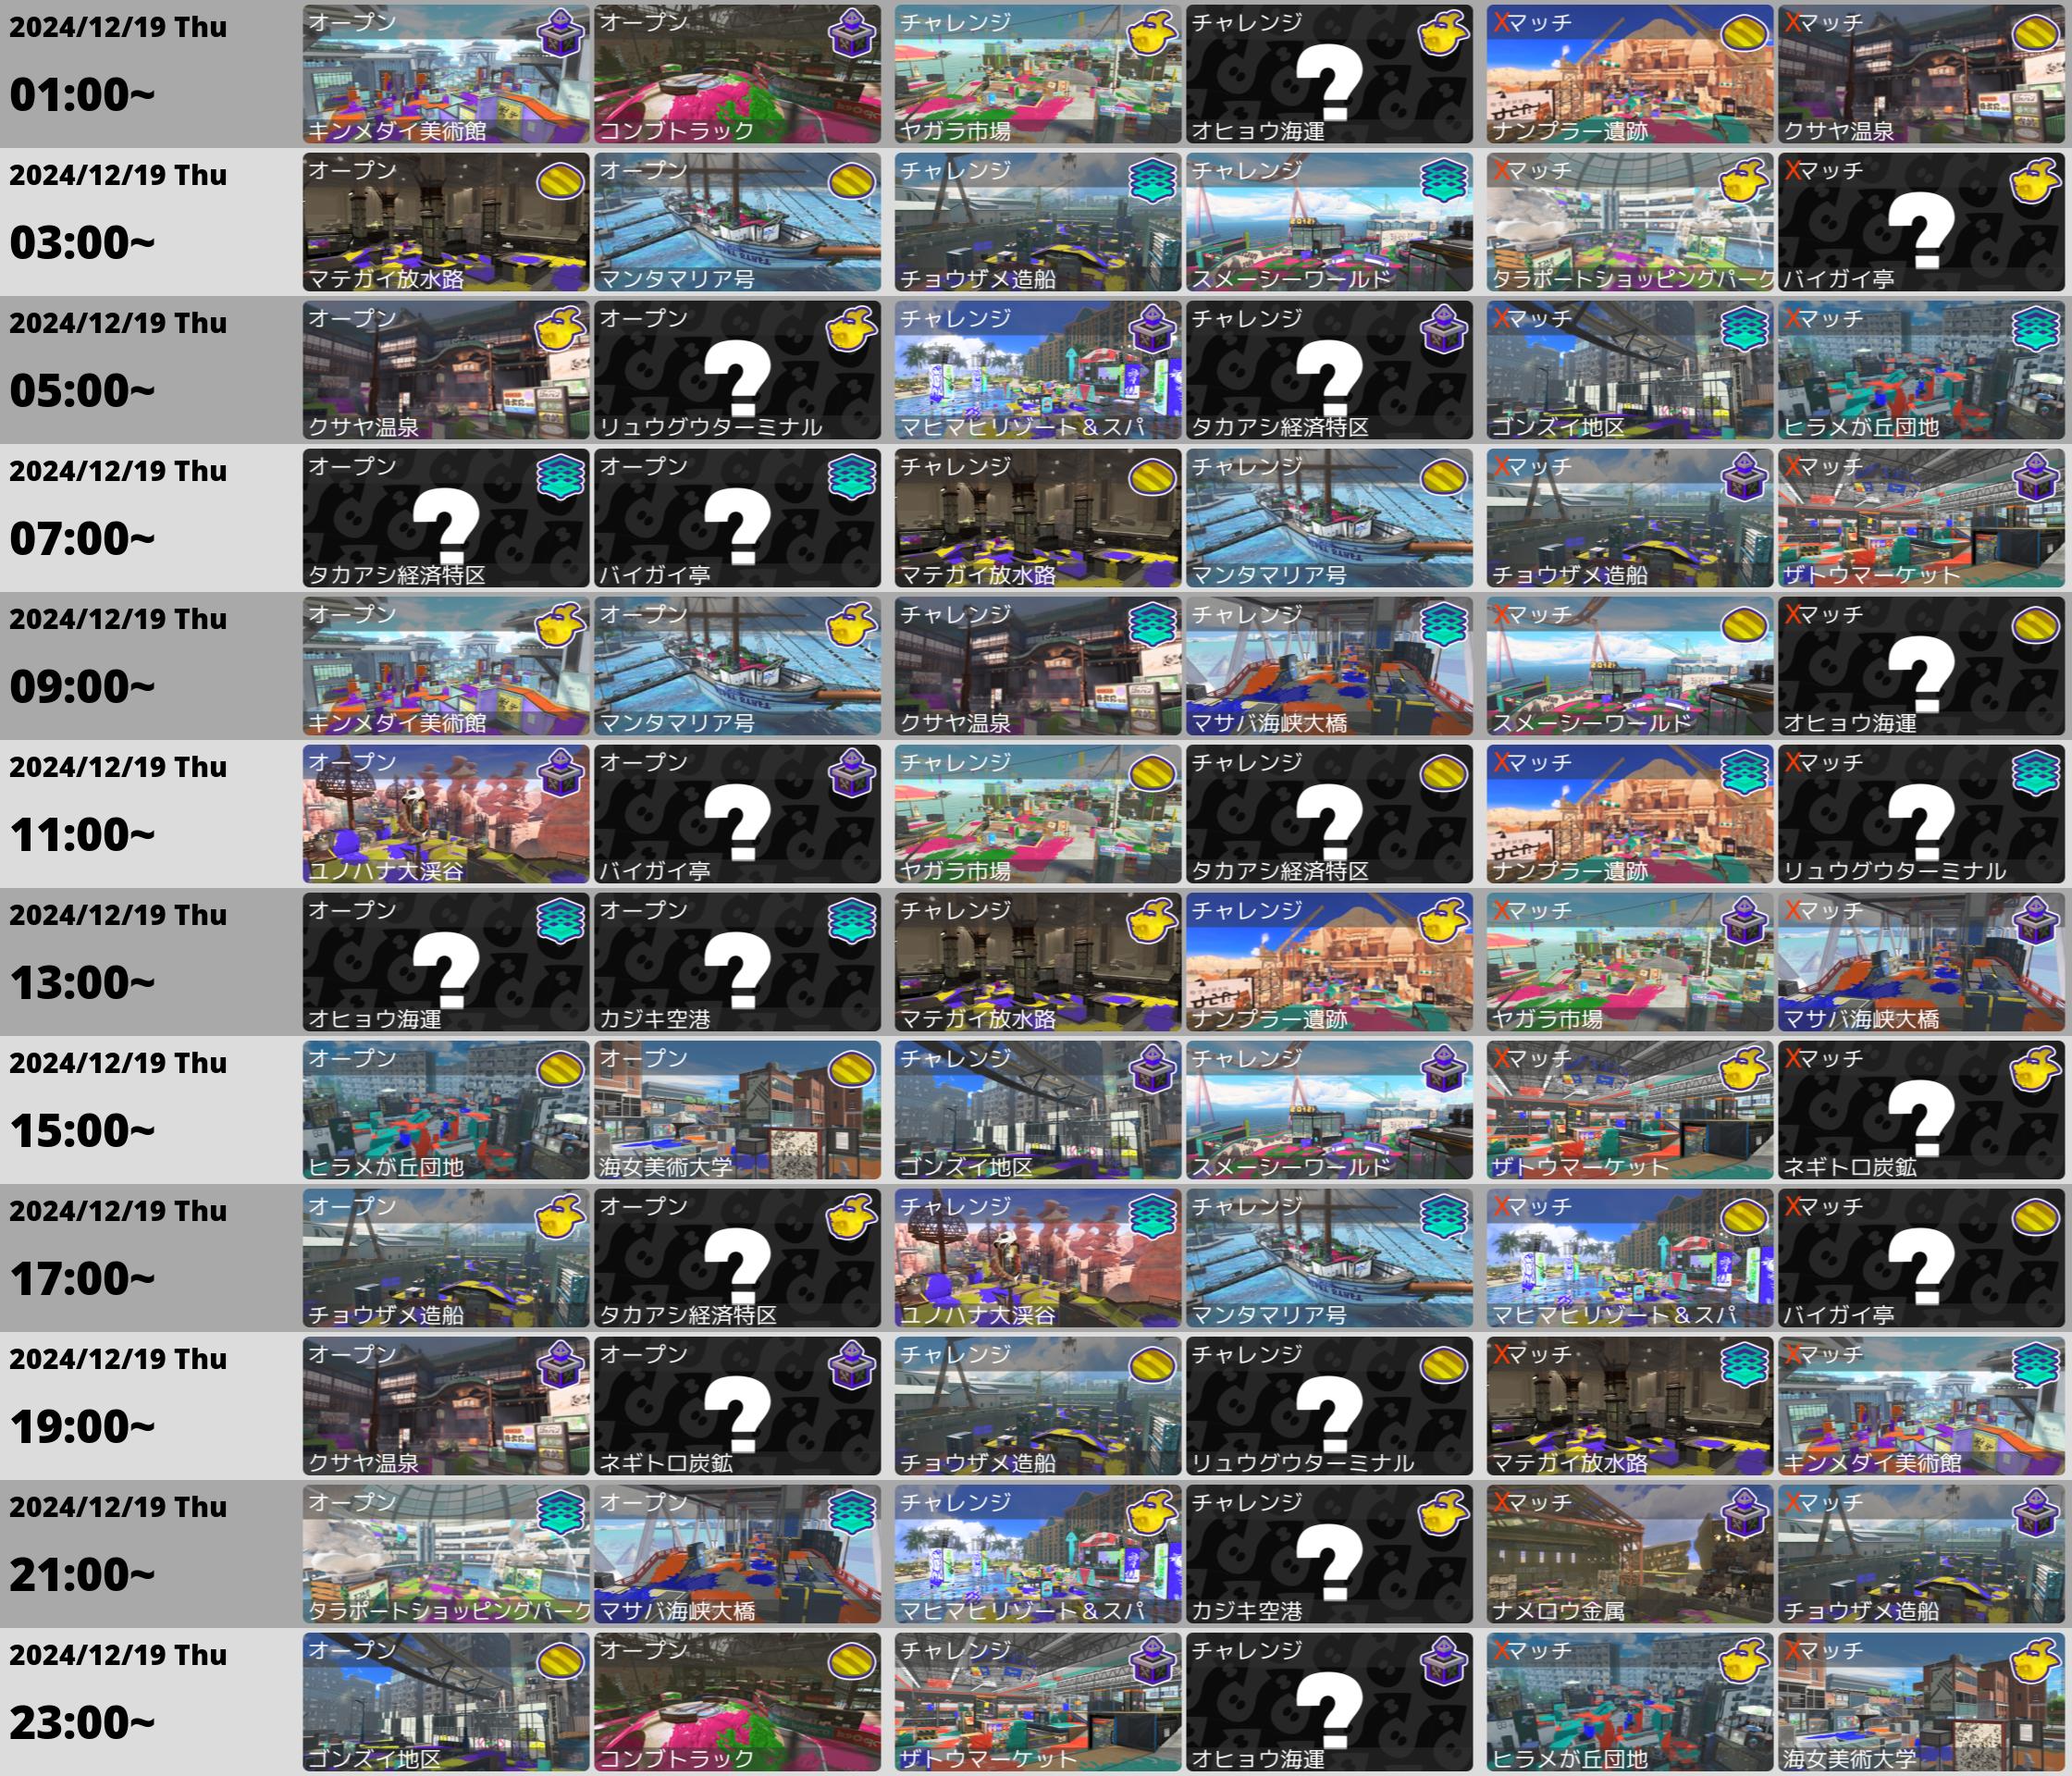 2024/12/19 Thu
01:00~
オープン オープン チャレンジ チャレンジ Xマッチ Xマッチ
キンメダイ美術館 コンブトラック ヤガラ市場 オヒョウ海運 ナンプラー遺跡 クサヤ温泉
2024/12/19 Thu
03:00~
オープン オープン チャレンジ チャレンジ Xマッチ Xマッチ
マテガイ放水路 マンタマリア号 チョウザメ造船 スメーシーワールド タラポートショッピングパーク バイガイ亭
2024/12/19 Thu
05:00~
オープン オープン チャレンジ チャレンジ Xマッチ Xマッチ
クサヤ温泉 リュウグウターミナル マヒマヒリゾート＆スパ タカアシ経済特区 ゴンズイ地区 ヒラメが丘団地
2024/12/19 Thu
07:00~
オープン オープン チャレンジ チャレンジ Xマッチ Xマッチ
タカアシ経済特区 バイガイ亭 マテガイ放水路 マンタマリア号 チョウザメ造船 ザトウマーケット
2024/12/19 Thu
09:00~
オープン オープン チャレンジ チャレンジ Xマッチ Xマッチ
キンメダイ美術館 マンタマリア号 クサヤ温泉 マサバ海峡大橋 スメーシーワールド オヒョウ海運
2024/12/19 Thu
11:00~
オープン オープン チャレンジ チャレンジ Xマッチ Xマッチ
ユノハナ大渓谷 バイガイ亭 ヤガラ市場 タカアシ経済特区 ナンプラー遺跡 リュウグウターミナル
2024/12/19 Thu
13:00~
オープン オープン チャレンジ チャレンジ Xマッチ Xマッチ
オヒョウ海運 カジキ空港 マテガイ放水路 ナンプラー遺跡 ヤガラ市場 マサバ海峡大橋
2024/12/19 Thu
15:00~
オープン オープン チャレンジ チャレンジ Xマッチ Xマッチ
ヒラメが丘団地 海女美術大学 ゴンズイ地区 スメーシーワールド ザトウマーケット ネギトロ炭鉱
2024/12/19 Thu
17:00~
オープン オープン チャレンジ チャレンジ Xマッチ Xマッチ
チョウザメ造船 タカアシ経済特区 ユノハナ大渓谷 マンタマリア号 マヒマヒリゾート＆スパ バイガイ亭
2024/12/19 Thu
19:00~
オープン オープン チャレンジ チャレンジ Xマッチ Xマッチ
クサヤ温泉 ネギトロ炭鉱 チョウザメ造船 リュウグウターミナル マテガイ放水路 キンメダイ美術館
2024/12/19 Thu
21:00~
オープン オープン チャレンジ チャレンジ Xマッチ Xマッチ
タラポートショッピングパーク マサバ海峡大橋 マヒマヒリゾート＆スパ カジキ空港 ナメロウ金属 チョウザメ造船
2024/12/19 Thu
23:00~
オープン オープン チャレンジ チャレンジ Xマッチ Xマッチ
ゴンズイ地区 コンブトラック ザトウマーケット オヒョウ海運 ヒラメが丘団地 海女美術大学